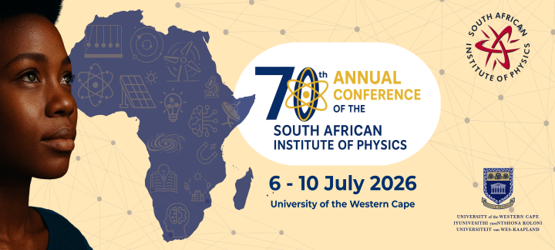 70th ANNUAL
CONFERENCE
OF THE
SOUTH AFRICAN
INSTITUTE OF PHYSICS
6 - 10 July 2026
University of the Western Cape
SOUTH AFRICAN
INSTITUTE OF PHYSICS
UNIVERSITY of the WESTERN CAPE
IYUNIVESITHI yaseNTSHONA KOLONI
UNIVERSITEIT van WES-KAAPLAND